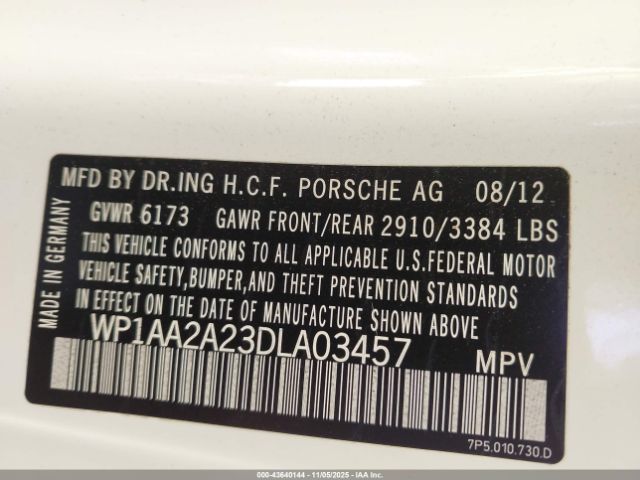 MFD BY DR.ING H.C.F. PORSCHE AG 08/12
GVWR 6173 GAWR FRONT/REAR 2910/3384 LBS
THIS VEHICLE CONFORMS TO ALL APPLICABLE U.S.FEDERAL MOTOR
VEHICLE SAFETY,BUMPER,AND THEFT PREVENTION STANDARDS
IN EFFECT ON THE DATE OF MANUFACTURE SHOWN ABOVE
WP1AA2A23DLA03457 MPV
7P5.010.730.D
MADE IN GERMANY
000-43640144 - 11/05/2025 - IAA Inc.